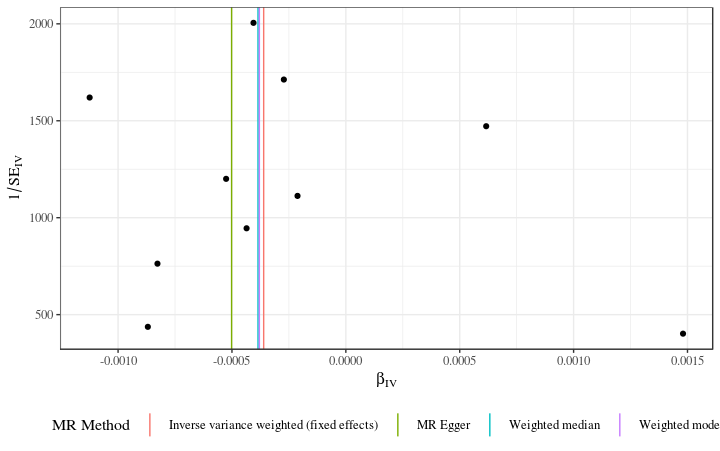 2000
1500
1000
500
1/SE_IV
-0.0010 -0.0005 0.0000 0.0005 0.0010 0.0015
β_IV
MR Method Inverse variance weighted (fixed effects) MR Egger Weighted median Weighted mode